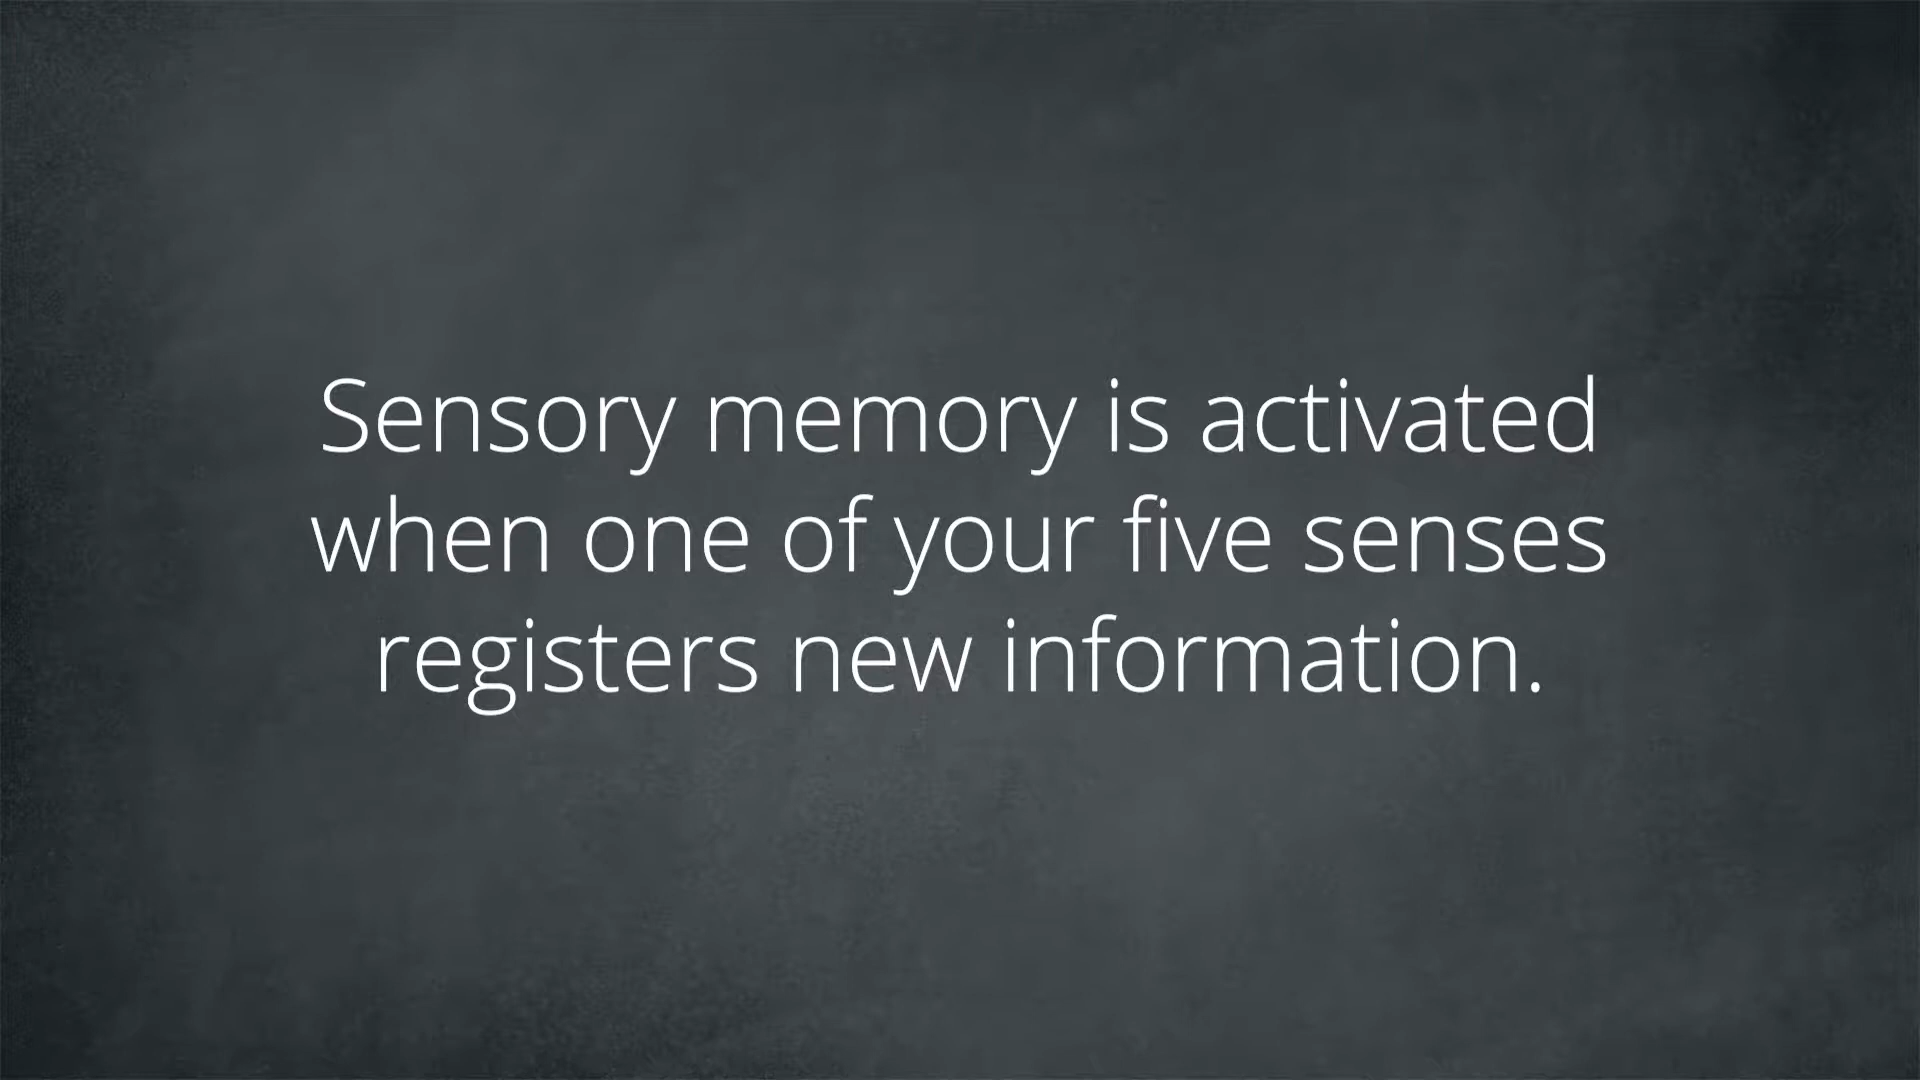 Sensory memory is activated
when one of your five senses
registers new information.